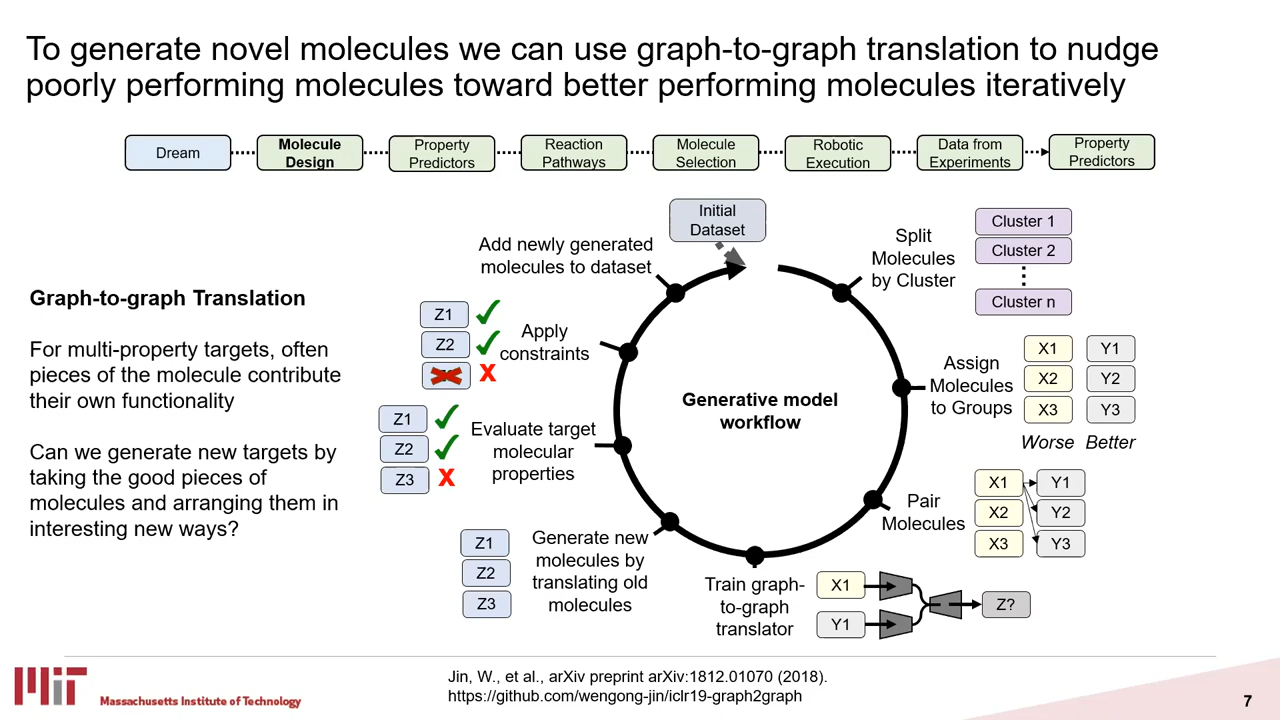 To generate novel molecules we can use graph-to-graph translation to nudge
poorly performing molecules toward better performing molecules iteratively
Dream
Molecule
Design
Property
Predictors
Reaction
Pathways
Molecule
Selection
Robotic
Execution
Data from
Experiments
Property
Predictors
Graph-to-graph Translation
For multi-property targets, often
pieces of the molecule contribute
their own functionality
Can we generate new targets by
taking the good pieces of
molecules and arranging them in
interesting new ways?
Initial
Dataset
Generative model
workflow
Split
Molecules
by Cluster
Cluster 1
Cluster 2
Cluster n
Assign
Molecules
to Groups
X1 Y1
X2 Y2
X3 Y3
Worse Better
Pair
Molecules
X1 Y1
X2 Y2
X3 Y3
Train graph-
to-graph
translator
X1
Y1
Z?
Generate new
molecules by
translating old
molecules
Z1
Z2
Z3
Evaluate target
molecular
properties
Z1
Z2
Z3 X
Apply
constraints
Z1
Z2
X
Add newly generated
molecules to dataset
MIT
Massachusetts Institute of Technology
Jin, W., et al., arXiv preprint arXiv:1812.01070 (2018).
https://github.com/wengong-jin/iclr19-graph2graph
7